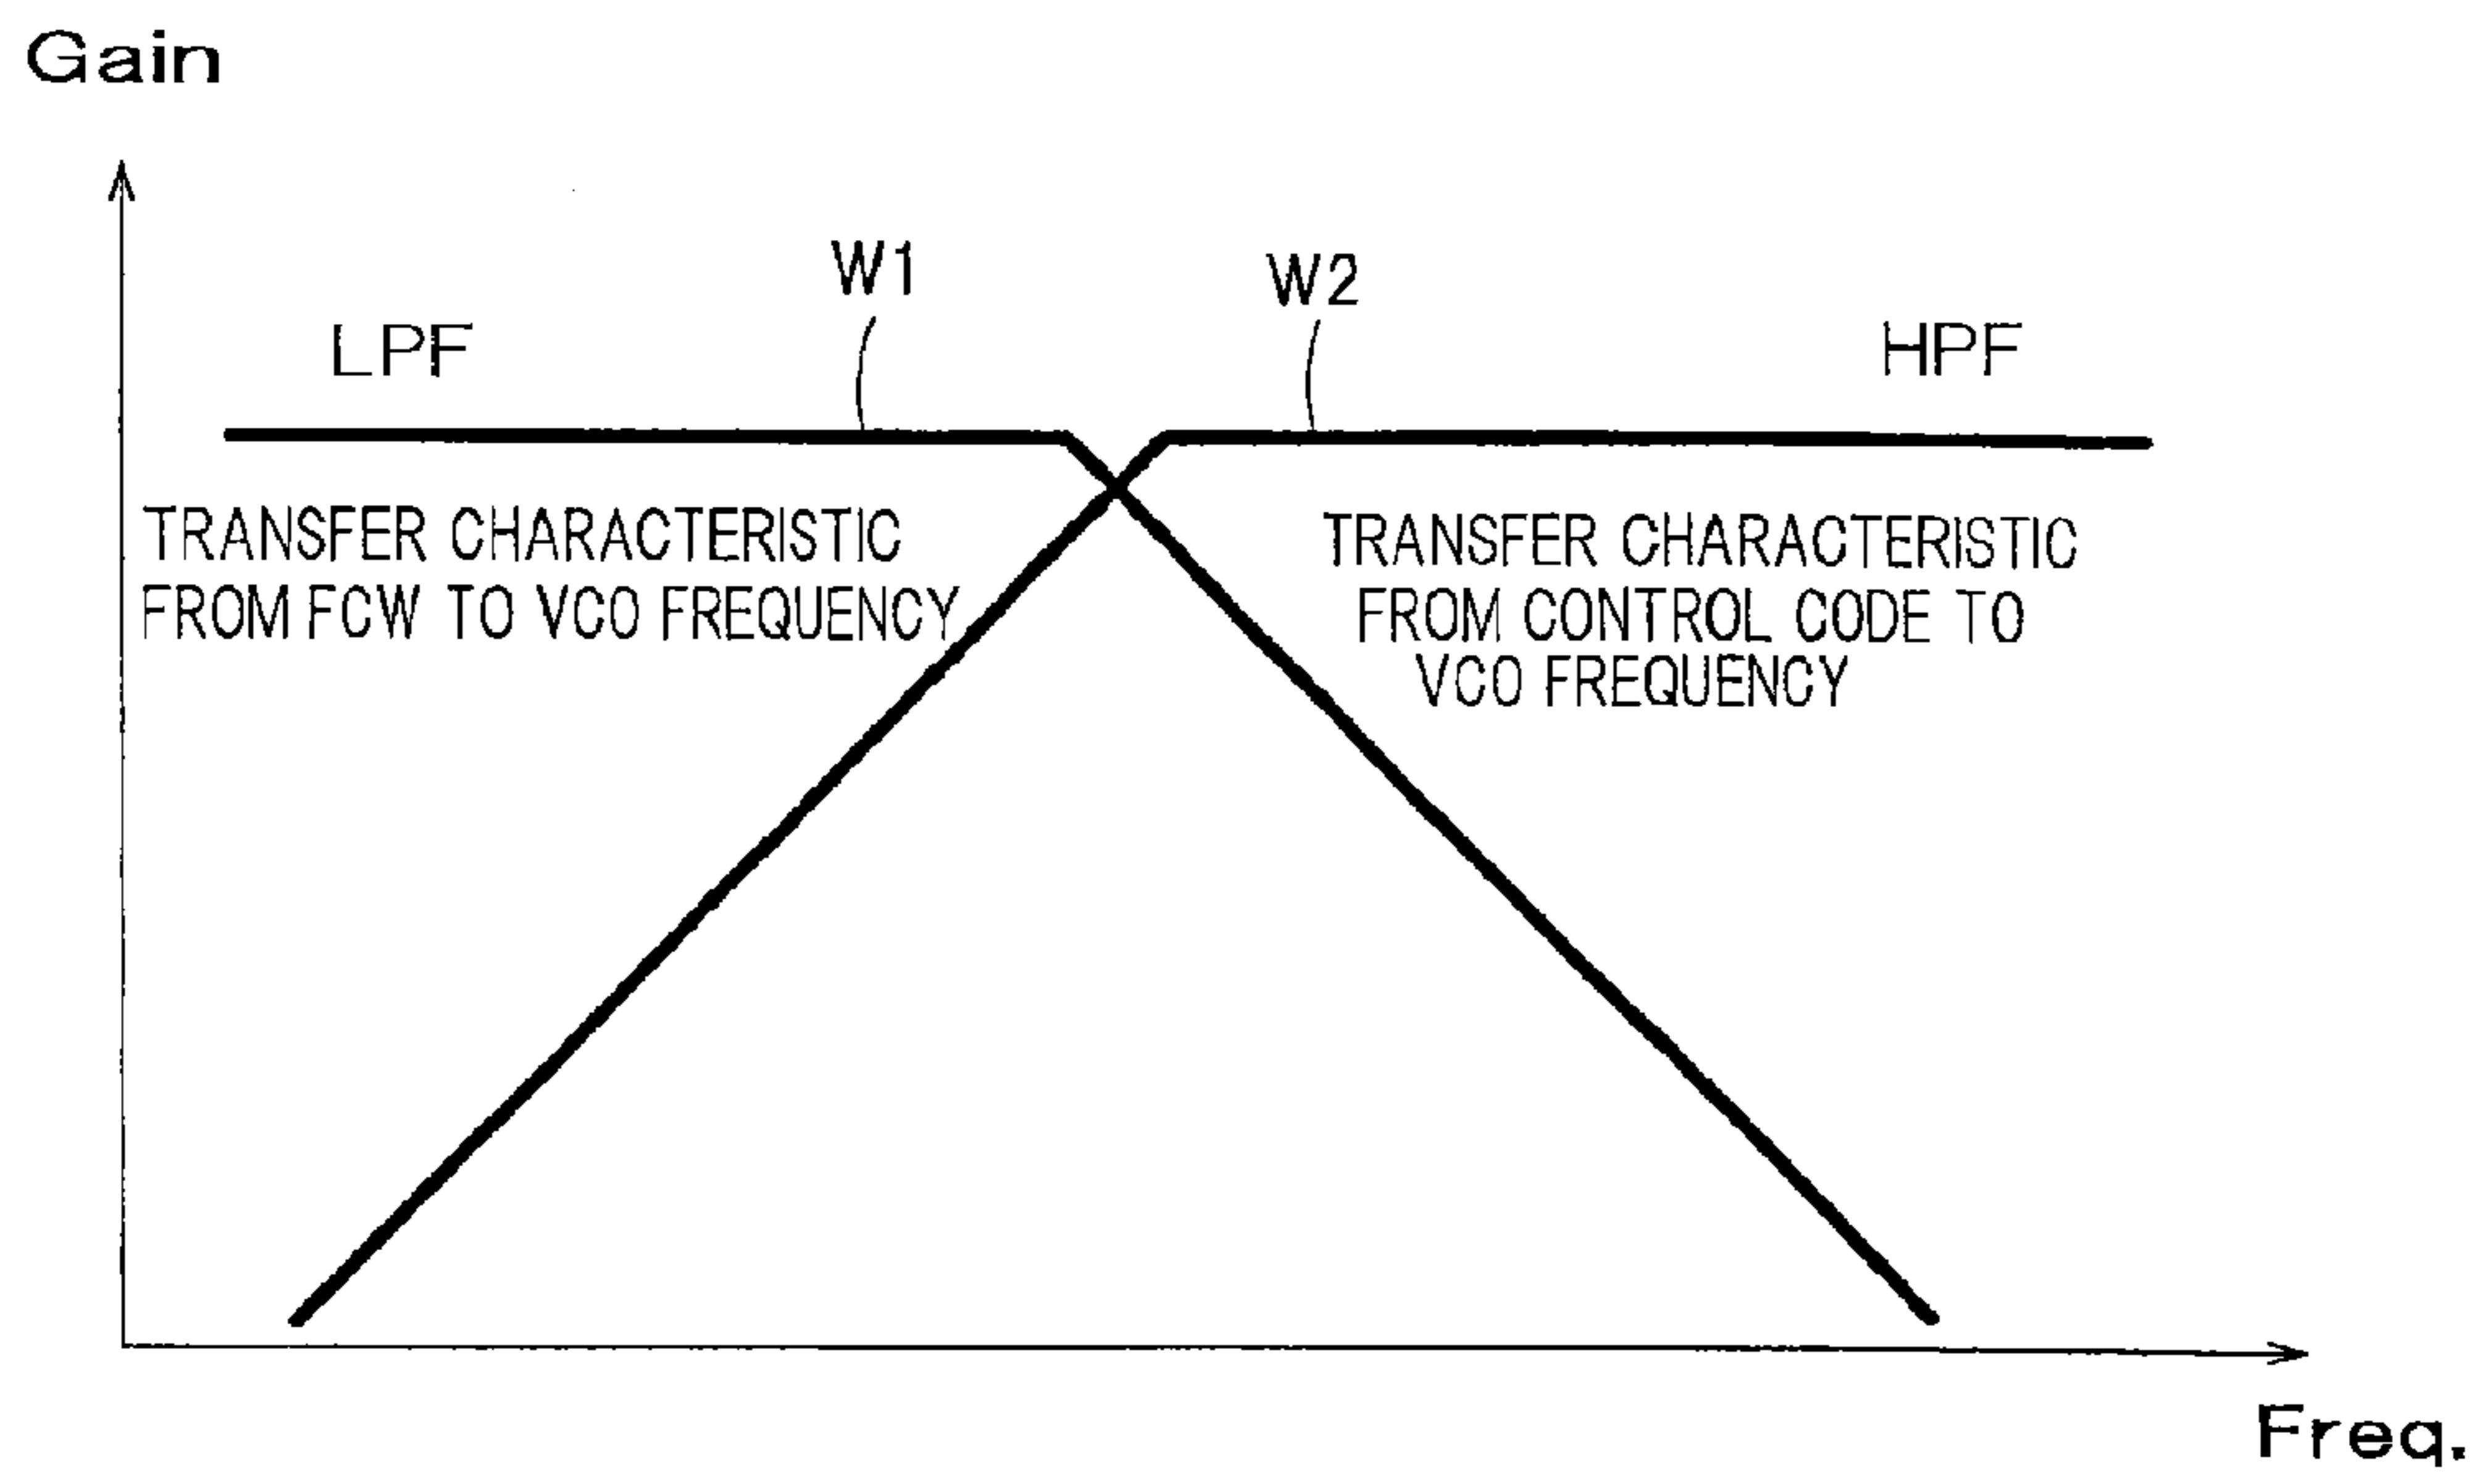 Gain
W1
W2
LPF
HPF
TRANSFER CHARACTERISTIC
FROM FCW TO VCO FREQUENCY
TRANSFER CHARACTERISTIC
FROM CONTROL CODE TO
VCO FREQUENCY
Freq.